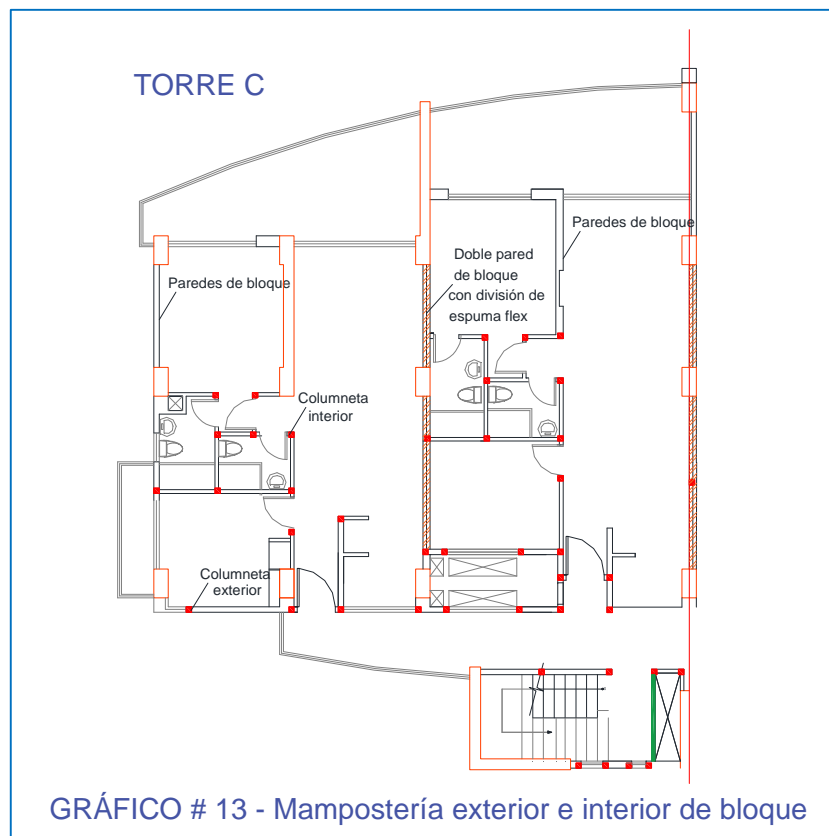 TORRE C
Paredes de bloque
Doble pared
de bloque
con división de
espuma flex
Paredes de bloque
Columneta
interior
Columneta
exterior
GRÁFICO # 13 - Mampostería exterior e interior de bloque